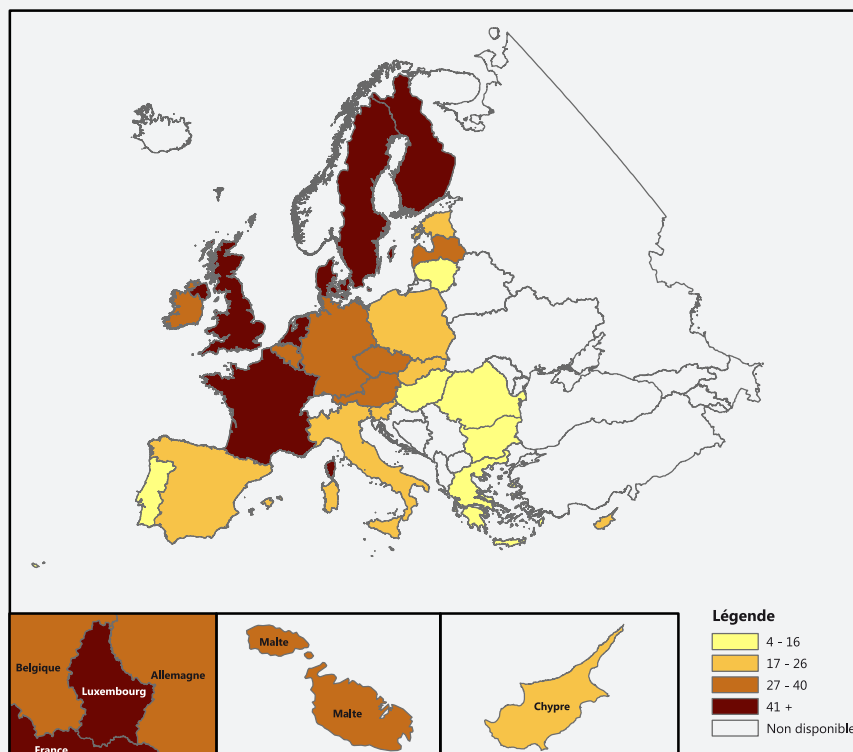 Belgique
Allemagne
Luxembourg
France
Malte
Malte
Chypre
Légende
4 - 16
17 - 26
27 - 40
41 +
Non disponible